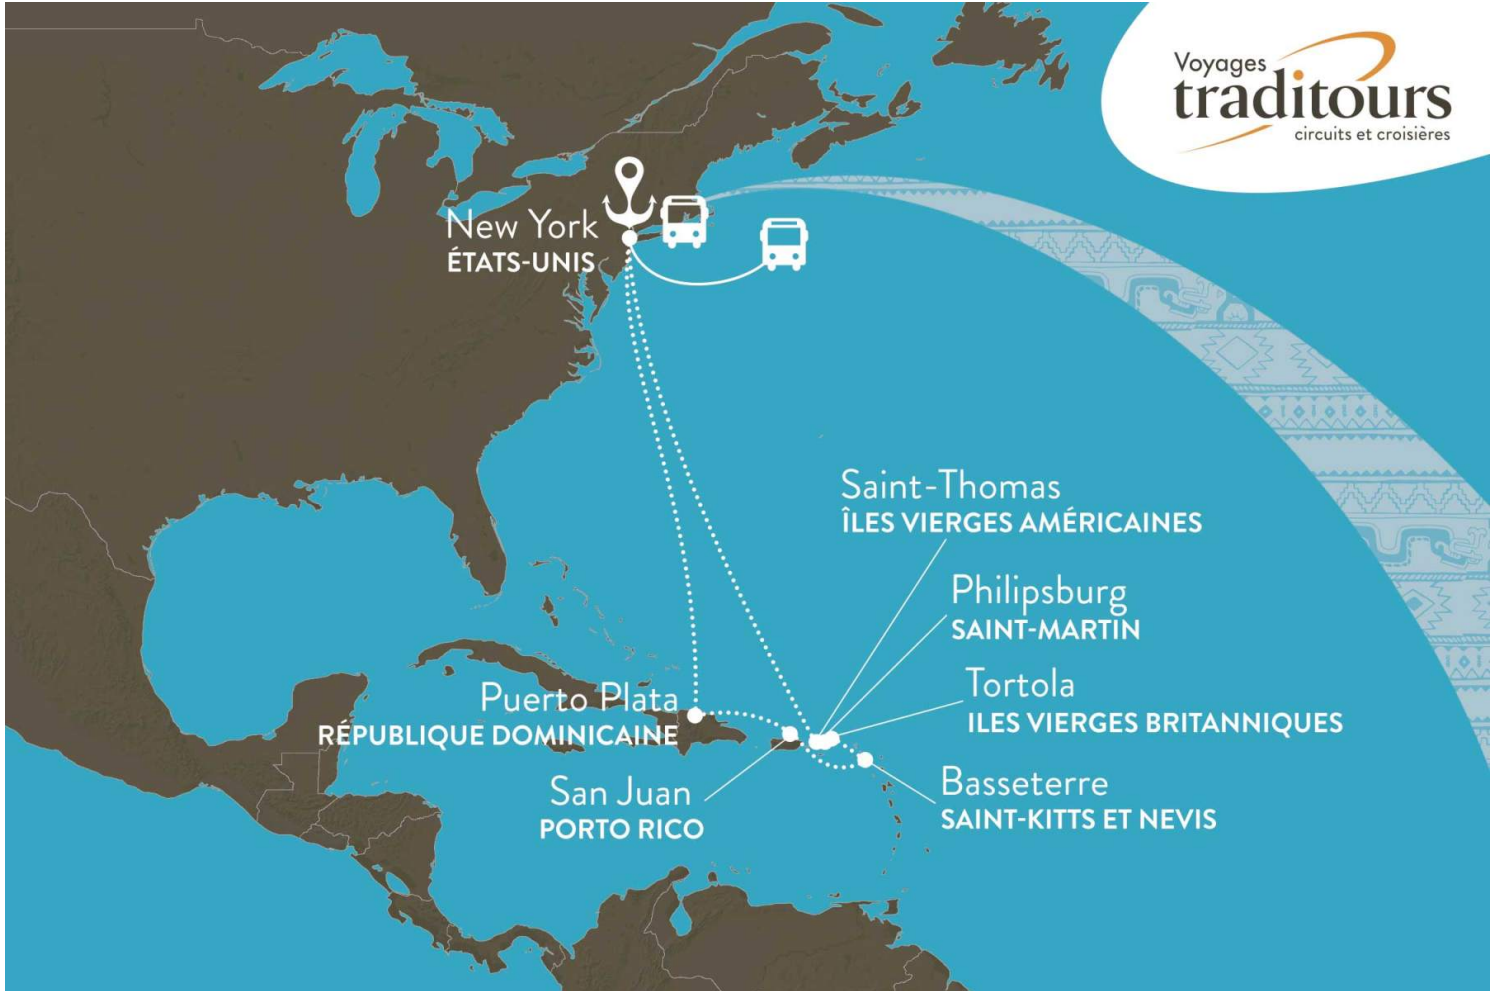 Voyages
traditours
circuits et croisières
New York
ÉTATS-UNIS
Saint-Thomas
ÎLES VIERGES AMÉRICAINES
Philipsburg
SAINT-MARTIN
Tortola
ILES VIERGES BRITANNIQUES
Puerto Plata
RÉPUBLIQUE DOMINICAINE
San Juan
PORTO RICO
Basseterre
SAINT-KITTS ET NEVIS